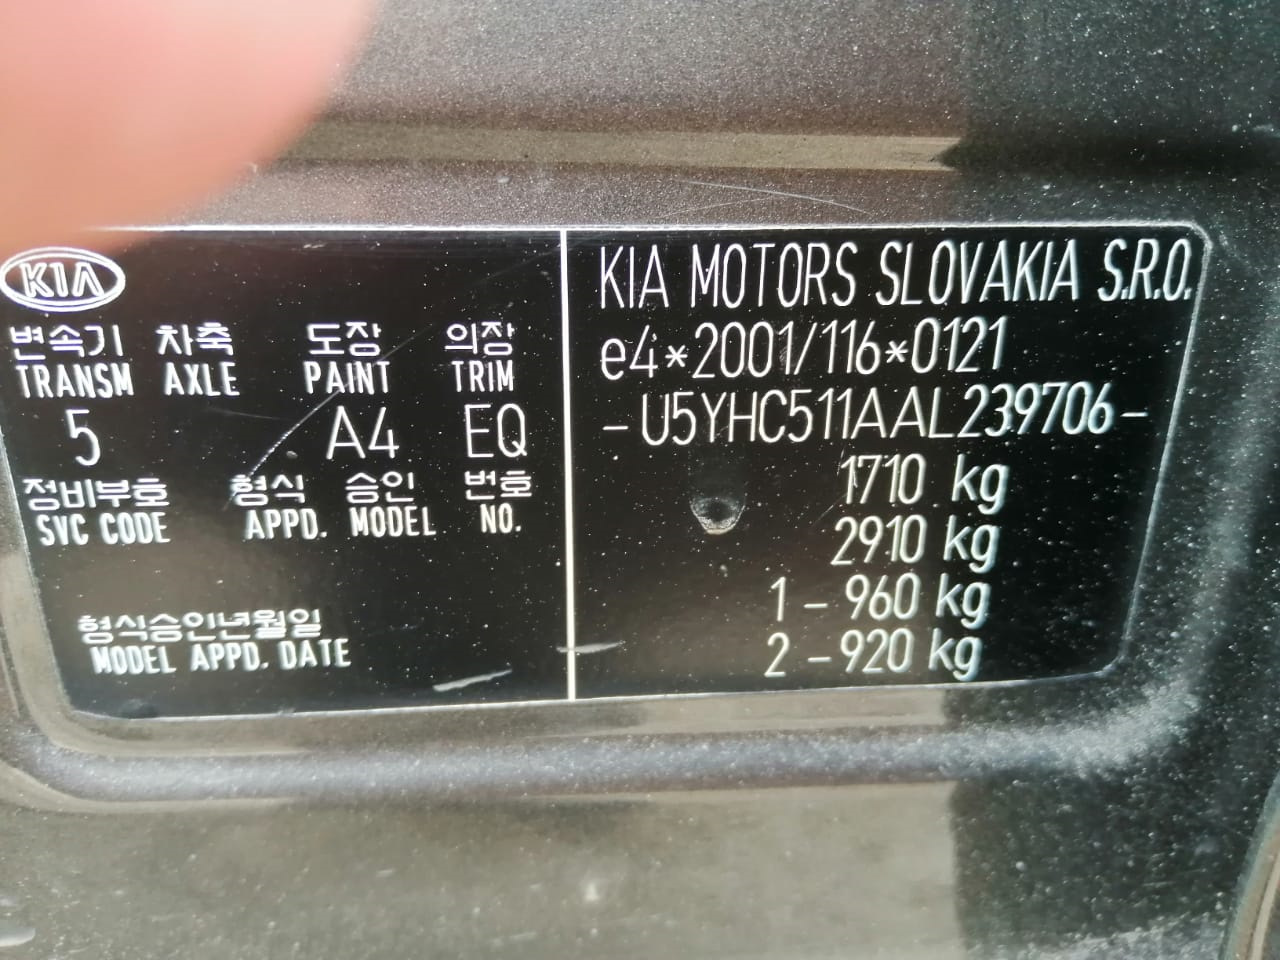 KIA
변속기 차축 도장 의장
TRANSM AXLE PAINT TRIM
5 A4 EQ
정비부호 형식 승인 번호
SVC CODE APPD. MODEL NO.
형식승인년월일
MODEL APPD. DATE
KIA MOTORS SLOVAKIA S.R.O.
e4*2001/116*0121
-U5YHC511AAL239706-
1710 kg
2910 kg
1 - 960 kg
2 - 920 kg